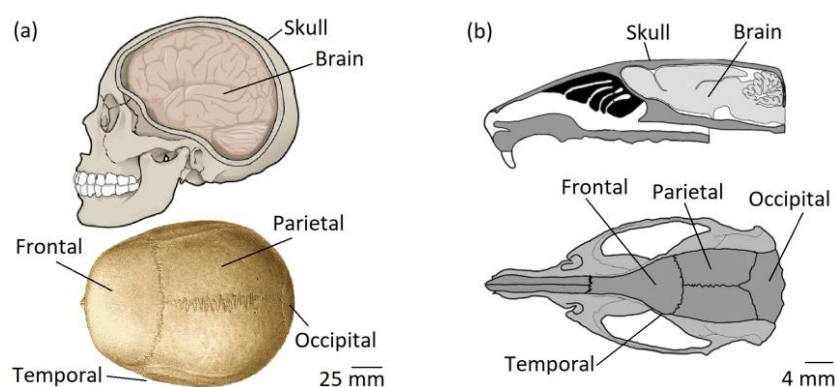 (a)
Skull
Brain
Frontal
Parietal
Occipital
Temporal
25 mm
(b)
Skull
Brain
Frontal
Parietal
Occipital
Temporal
4 mm